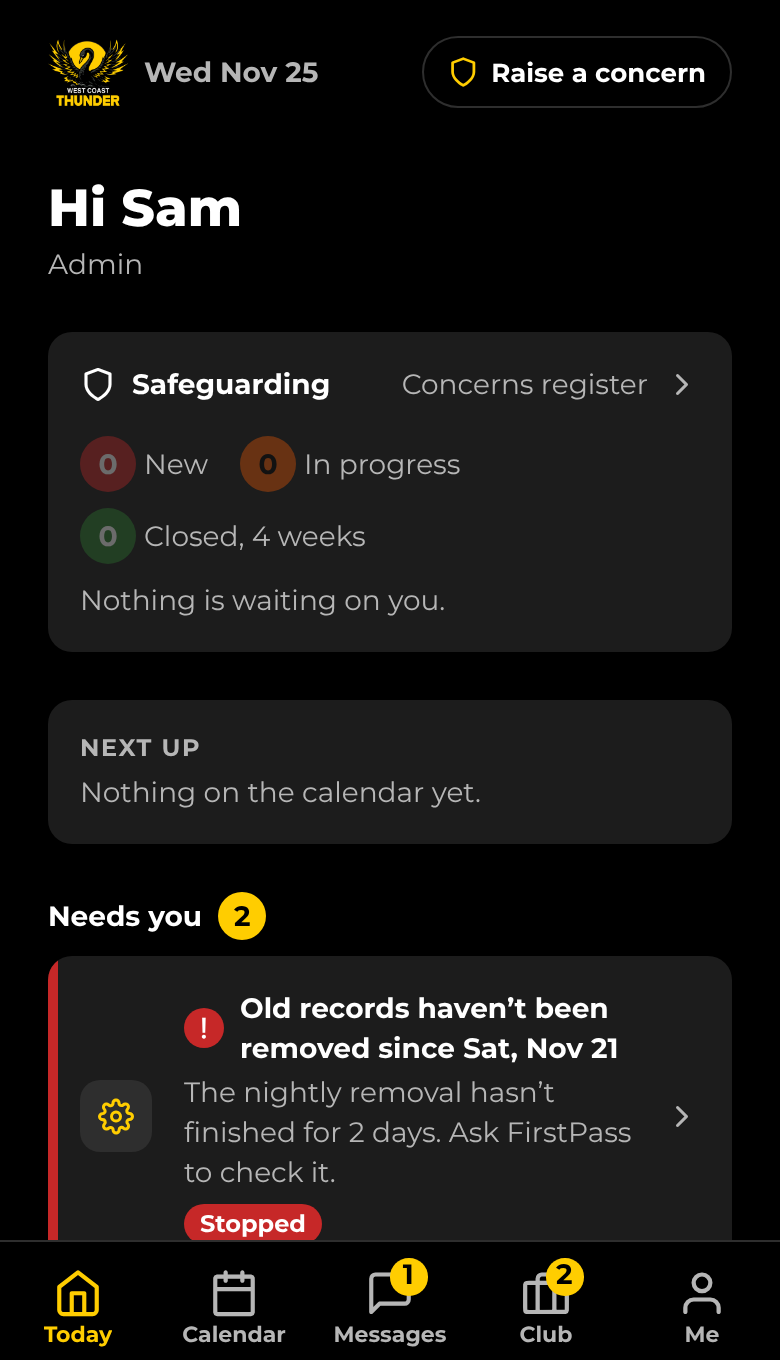 WEST COAST
THUNDER
Wed Nov 25
Raise a concern
Hi Sam
Admin
Safeguarding
Concerns register
0 New
0 In progress
0 Closed, 4 weeks
Nothing is waiting on you.
NEXT UP
Nothing on the calendar yet.
Needs you 2
! Old records haven’t been
removed since Sat, Nov 21
The nightly removal hasn’t
finished for 2 days. Ask FirstPass
to check it.
Stopped
1
2
Today
Calendar
Messages
Club
Me